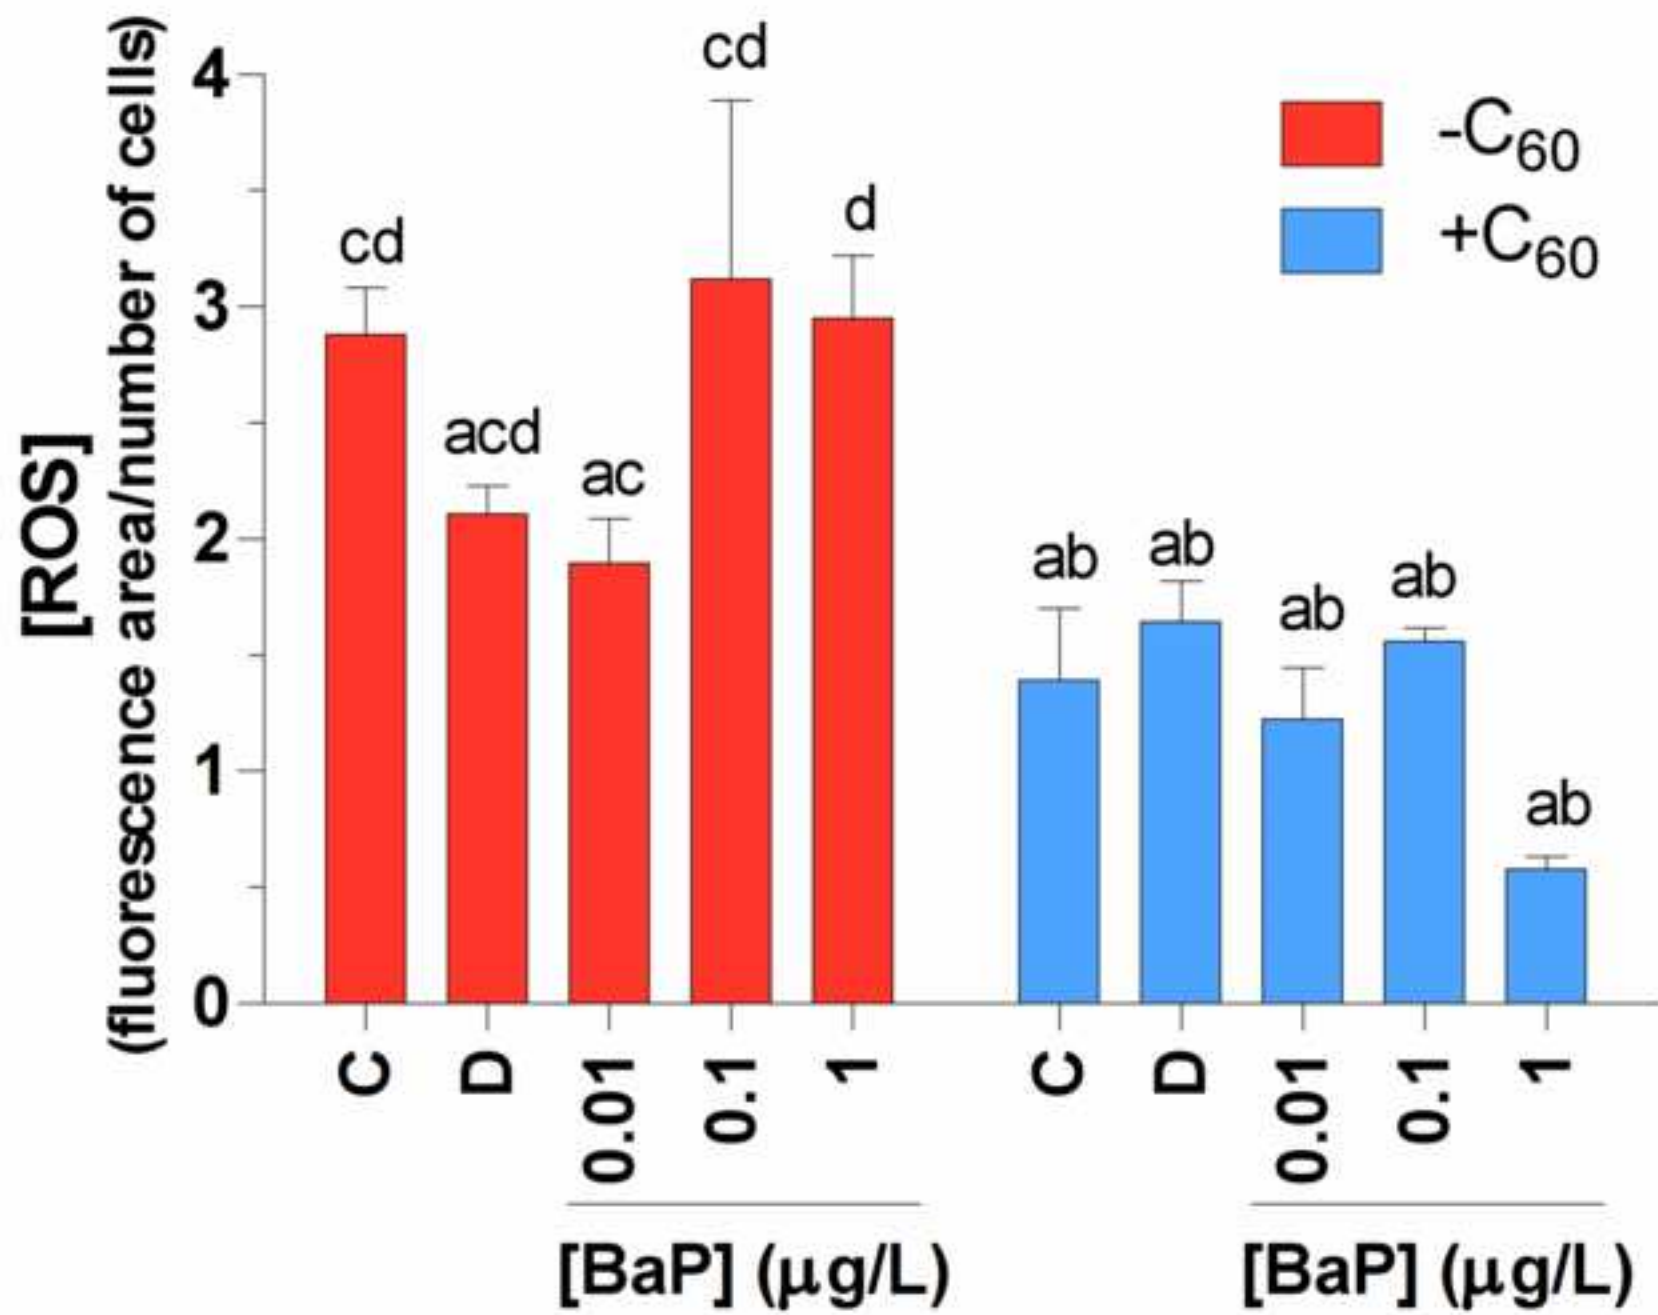 [ROS]
(fluorescence area/number of cells)
4
3
2
1
0
cd
acd
ac
cd
d
ab
ab
ab
ab
ab
-C60
+C60
C
D
0.01
0.1
1
C
D
0.01
0.1
1
[BaP] (μg/L)
[BaP] (μg/L)